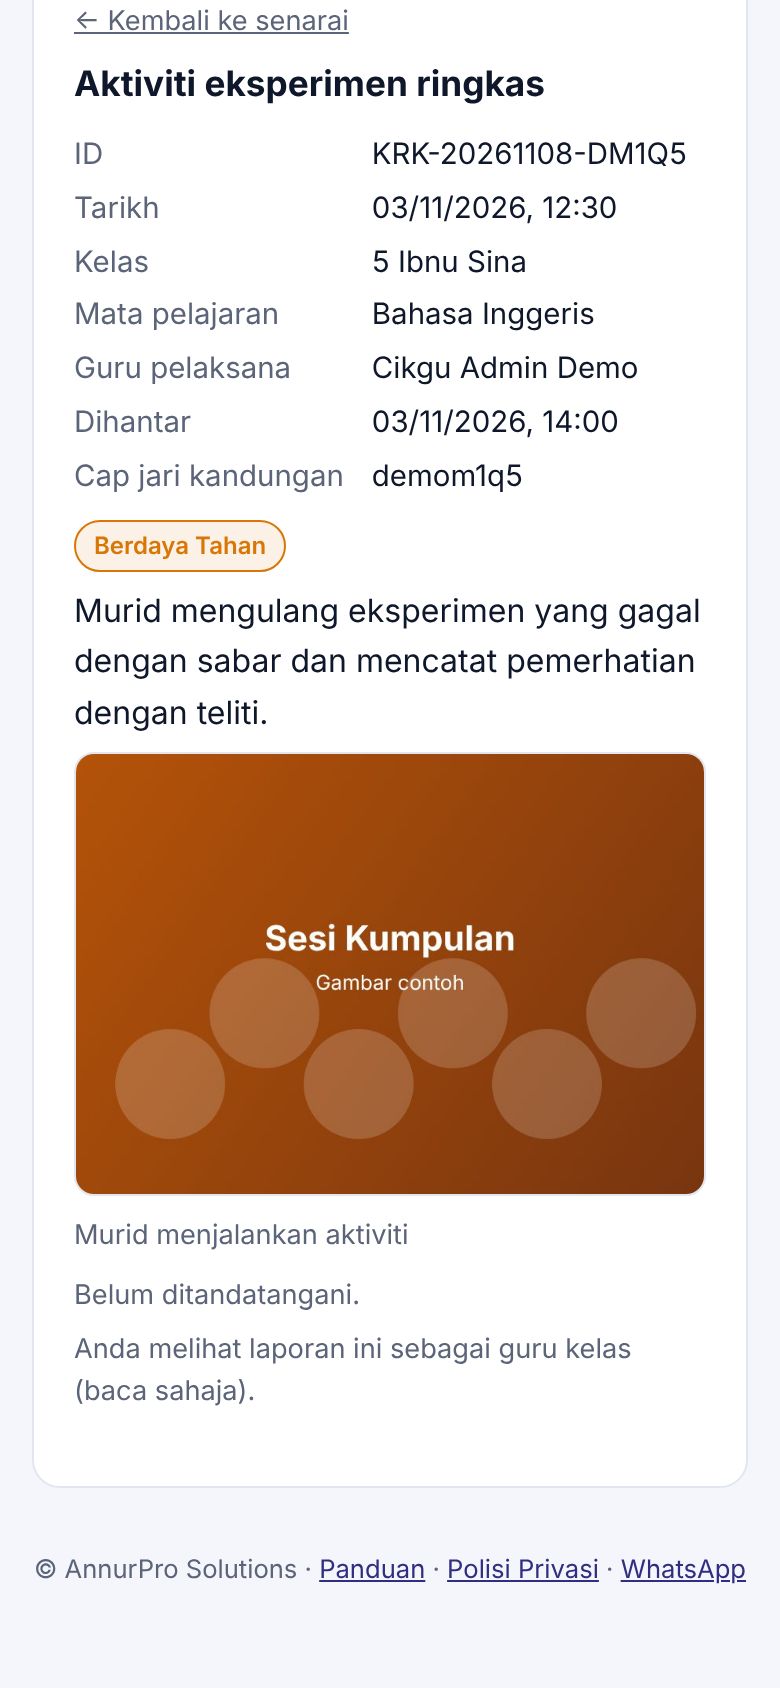 ← Kembali ke senarai
Aktiviti eksperimen ringkas
ID KRK-20261108-DM1Q5
Tarikh 03/11/2026, 12:30
Kelas 5 Ibnu Sina
Mata pelajaran Bahasa Inggeris
Guru pelaksana Cikgu Admin Demo
Dihantar 03/11/2026, 14:00
Cap jari kandungan demom1q5
Berdaya Tahan
Murid mengulang eksperimen yang gagal
dengan sabar dan mencatat pemerhatian
dengan teliti.
Sesi Kumpulan
Gambar contoh
Murid menjalankan aktiviti
Belum ditandatangani.
Anda melihat laporan ini sebagai guru kelas
(baca sahaja).
© AnnurPro Solutions · Panduan · Polisi Privasi · WhatsApp